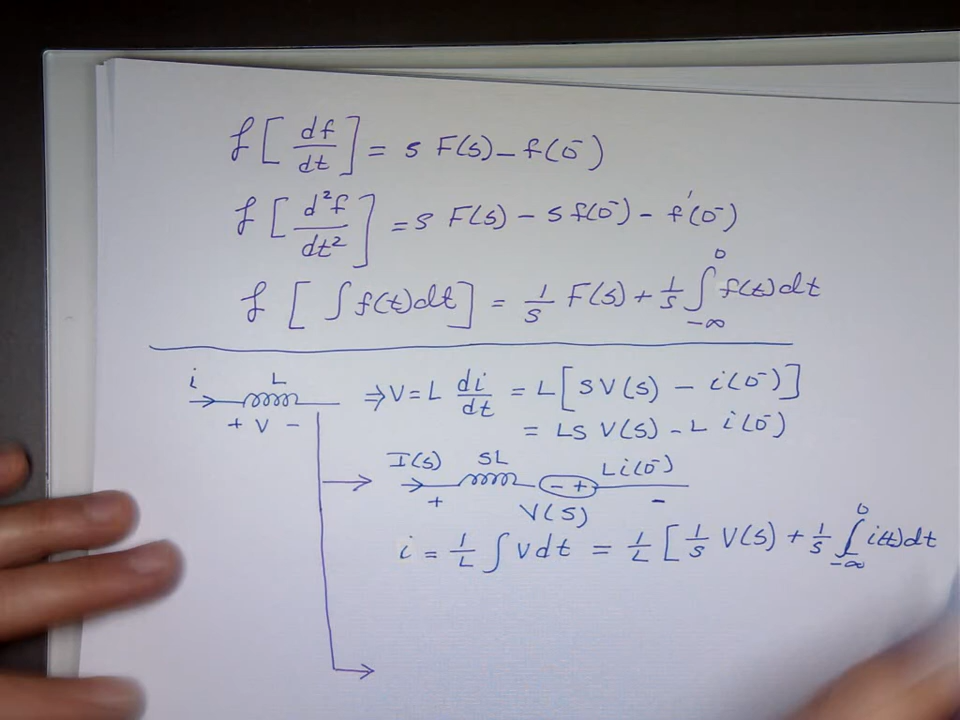 ℒ[df/dt] = s F(s) - f(0⁻)
ℒ[d²f/dt²] = s F(s) - s f(0⁻) - f'(0⁻)
ℒ[∫f(t)dt] = 1/s F(s) + 1/s ∫_{-∞}^{0} f(t)dt
i L ⇒ V = L di/dt = L[s V(s) - i(0⁻)]
+ V - = LS V(s) - L i(0⁻)
I(s) SL Li(0⁻)
- +
+ V(s) -
i = 1/L ∫ v dt = 1/L [1/s V(s) + 1/s ∫_{-∞}^{0} i(t)dt